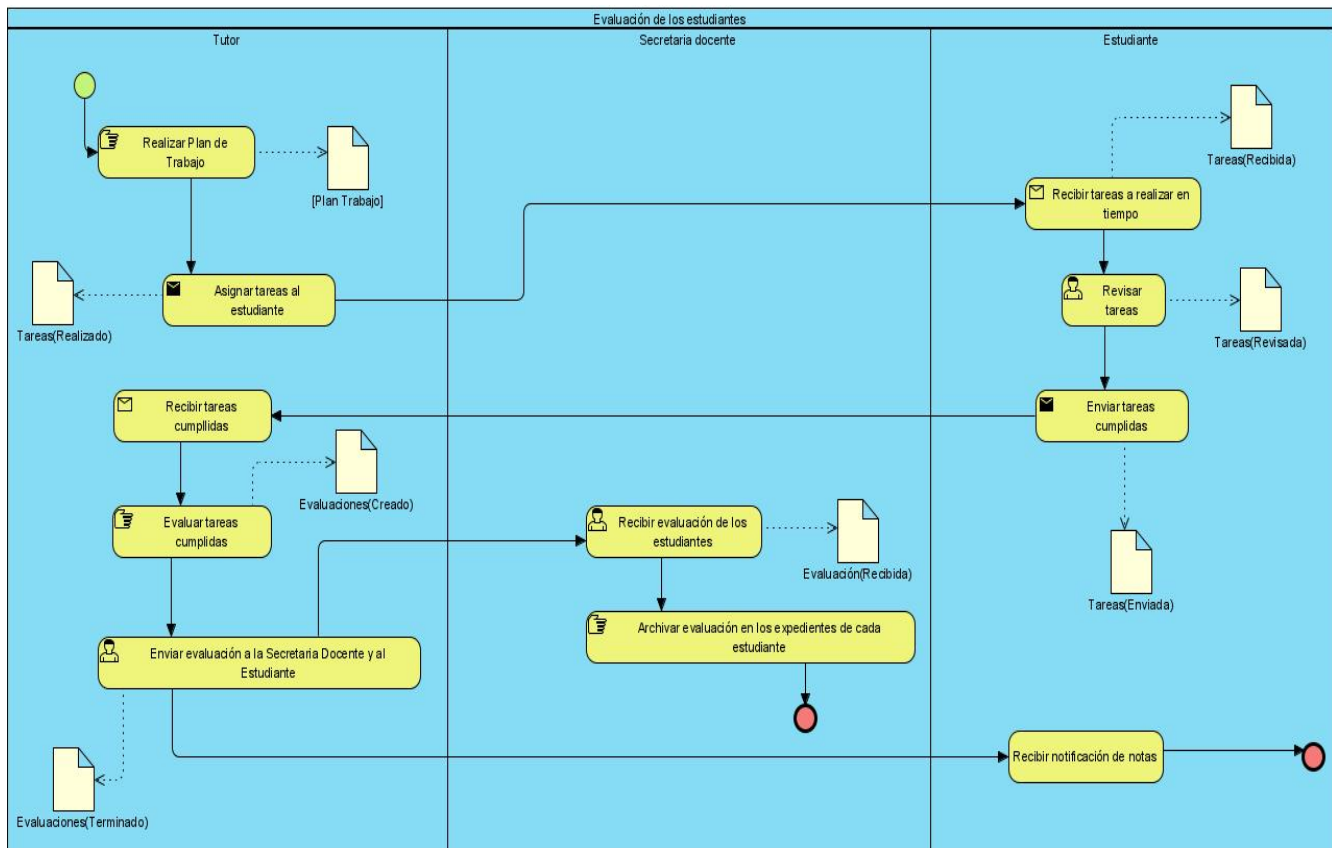 Evaluación de los estudiantes
Tutor
Secretaria docente
Estudiante
Realizar Plan de
Trabajo
[Plan Trabajo]
Tareas(Recibida)
Recibir tareas a realizar en
tiempo
Asignar tareas al
estudiante
Tareas(Realizado)
Revisar
tareas
Tareas(Revisada)
Recibir tareas
cumpllidas
Enviar tareas
cumplidas
Evaluaciones(Creado)
Evaluar tareas
cumplidas
Recibir evaluación de los
estudiantes
Evaluación(Recibida)
Tareas(Enviada)
Archivar evaluación en los expedientes de cada
estudiante
Enviar evaluación a la Secretaria Docente y al
Estudiante
Recibir notificación de notas
Evaluaciones(Terminado)